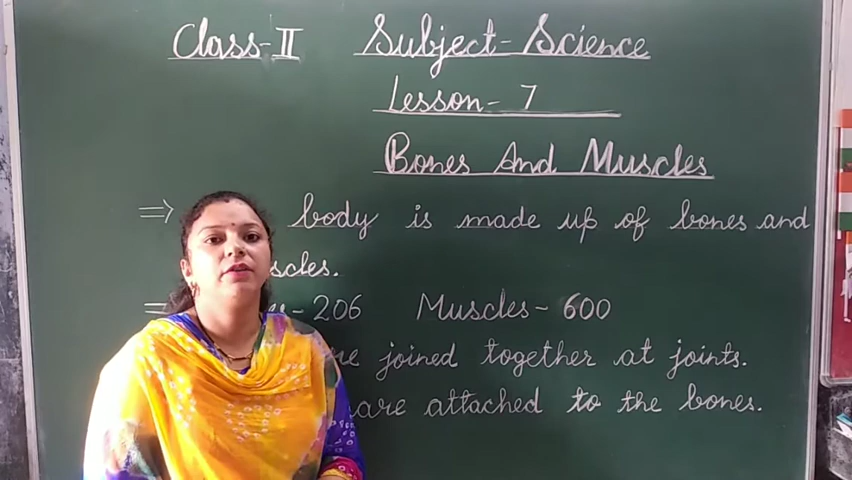 Class-II Subject-Science
Lesson-7
Bones And Muscles
⇒ body is made up of bones and
scles.
206 Muscles-600
joined together at joints.
are attached to the bones.